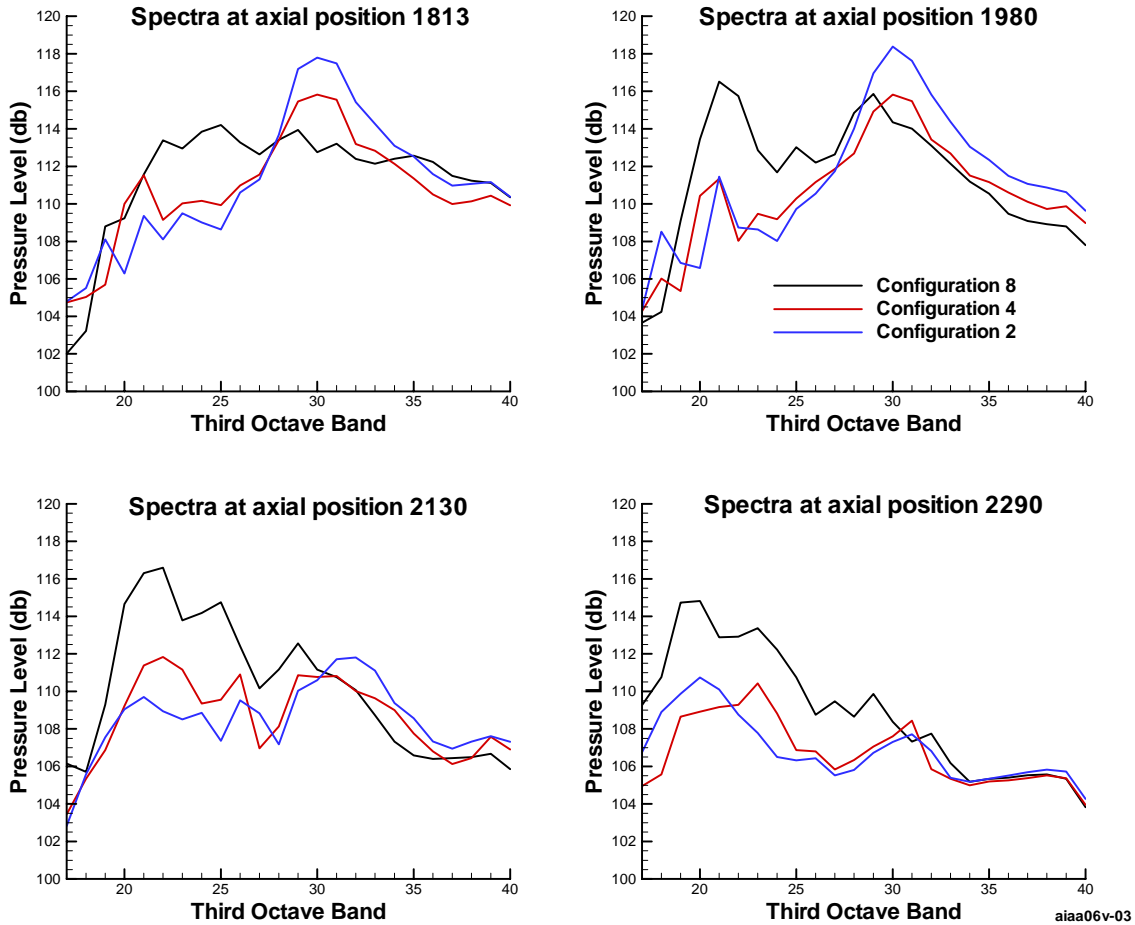 Spectra at axial position 1813
120
118
116
114
112
110
108
106
104
102
100
Pressure Level (db)
20 25 30 35 40
Third Octave Band
Spectra at axial position 1980
120
118
116
114
112
110
108
106
104
102
100
Pressure Level (db)
Configuration 8
Configuration 4
Configuration 2
20 25 30 35 40
Third Octave Band
Spectra at axial position 2130
120
118
116
114
112
110
108
106
104
102
100
Pressure Level (db)
20 25 30 35 40
Third Octave Band
Spectra at axial position 2290
120
118
116
114
112
110
108
106
104
102
100
Pressure Level (db)
20 25 30 35 40
Third Octave Band
aiaa06v-03